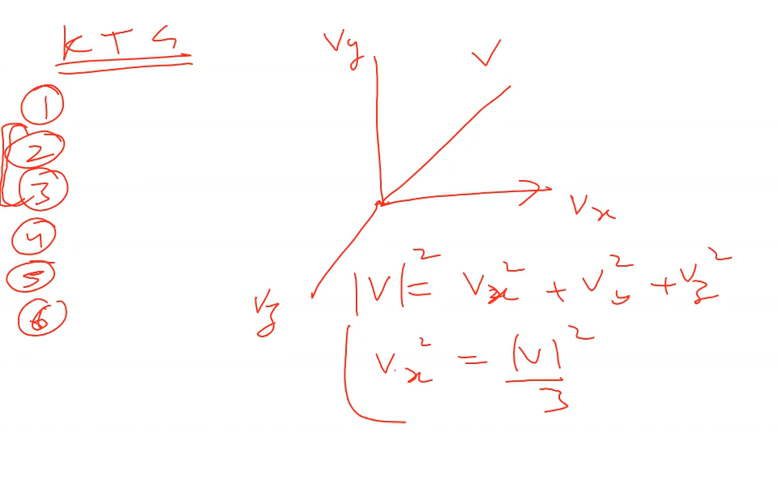 KTG
①
②
③
④
⑤
⑥
Vy
V
Vx
Vz
|V|² = Vx² + Vy² + Vz²
Vx² = |V|²/3